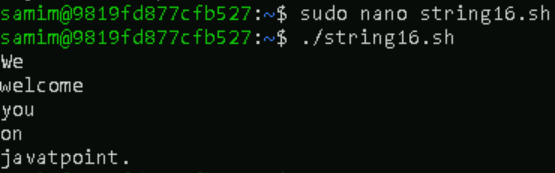 samim@9819fd877cfb527:~$ sudo nano string16.sh
samim@9819fd877cfb527:~$ ./string16.sh
We
welcome
you
on
javatpoint.